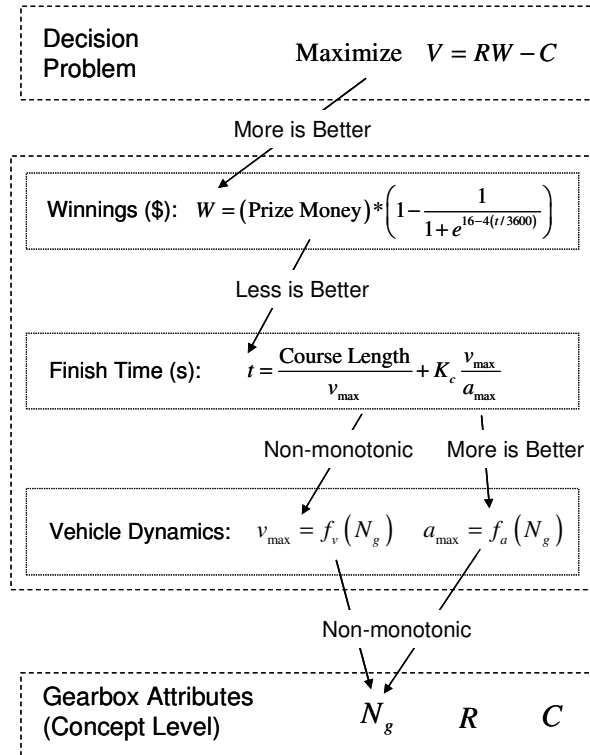 Decision
Problem
Maximize V = RW − C
More is Better
Winnings ($): W = (Prize Money) * (1 − 1 / (1 + e^{16−4(t/3600)}))
Less is Better
Finish Time (s): t = Course Length / v_max + K_c v_max / a_max
Non-monotonic More is Better
Vehicle Dynamics: v_max = f_v (N_g) a_max = f_a (N_g)
Non-monotonic
Gearbox Attributes
(Concept Level)
N_g R C